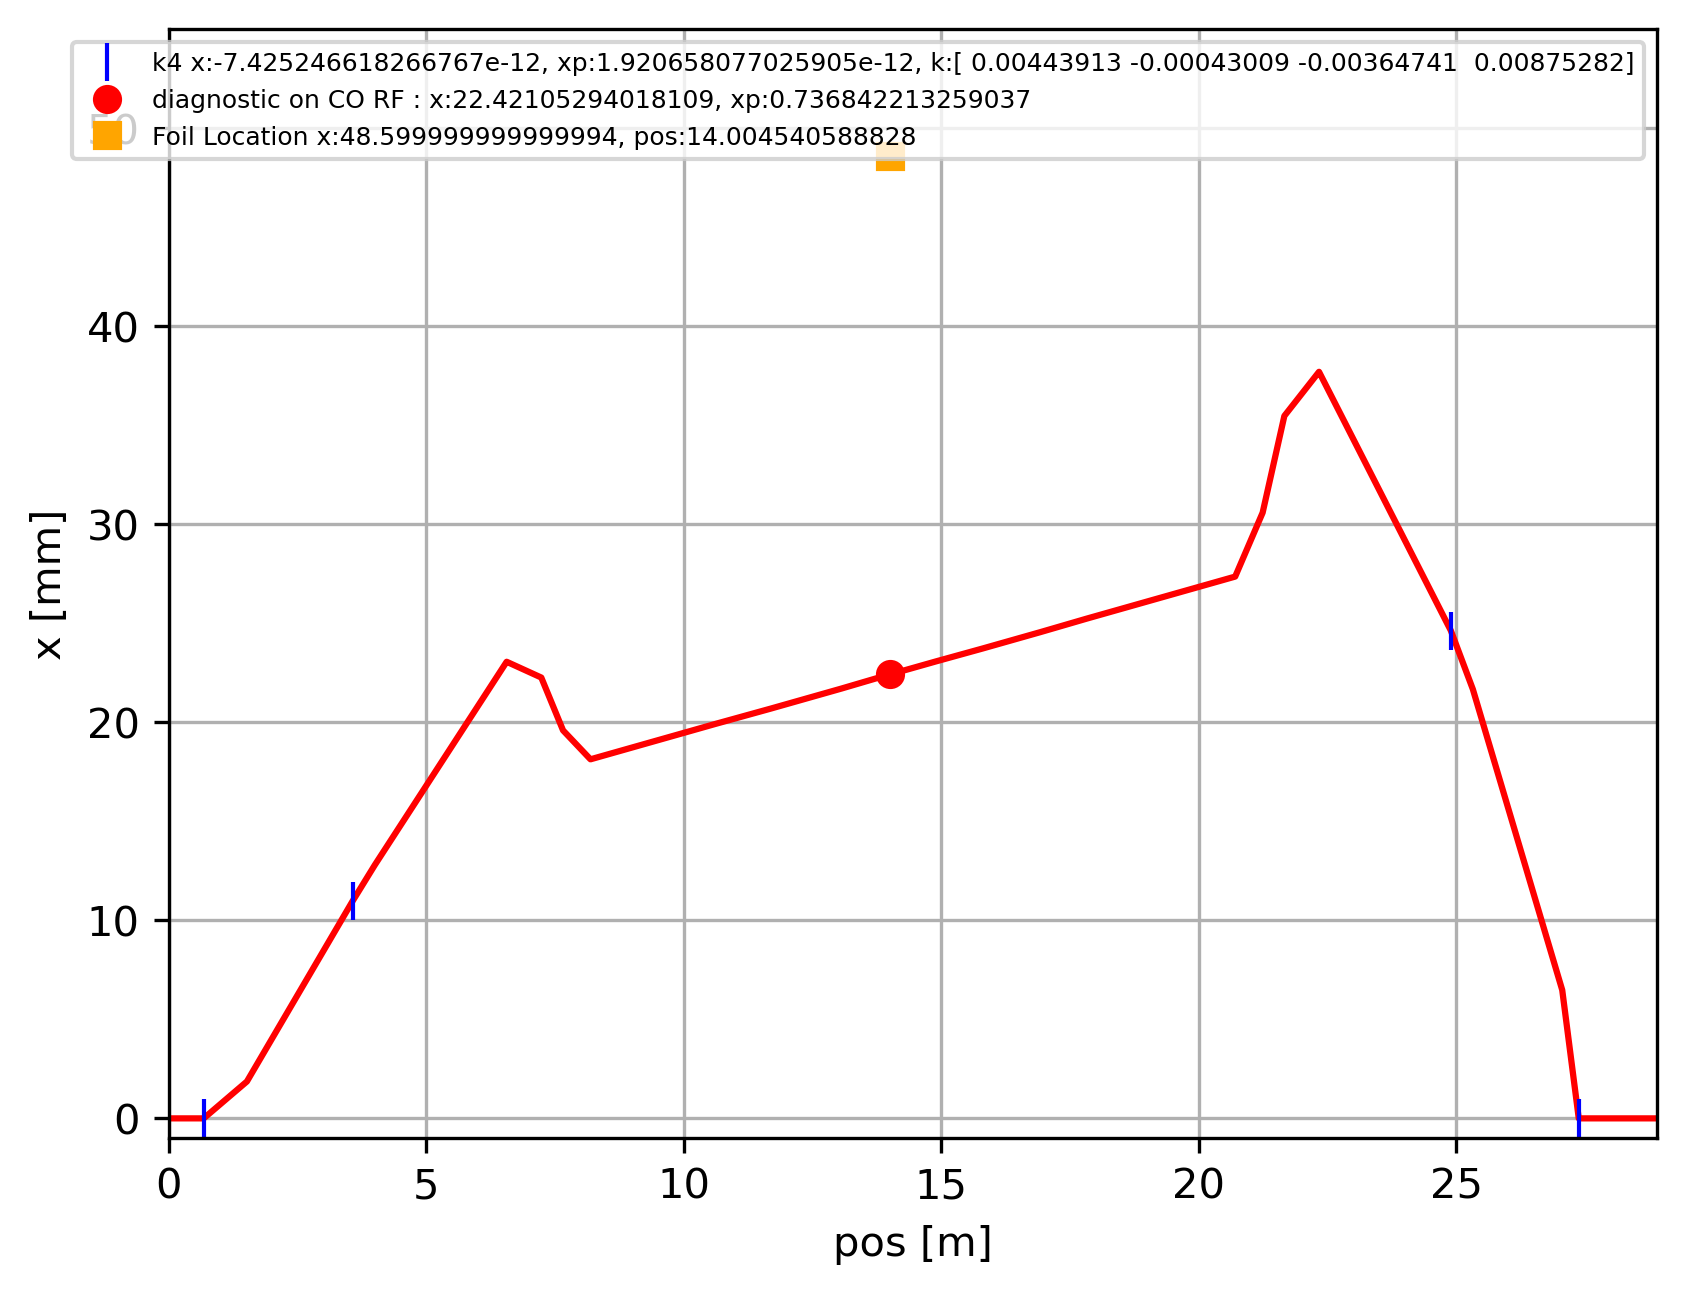 k4 x:-7.425246618266767e-12, xp:1.920658077025905e-12, k:[ 0.00443913 -0.00043009 -0.00364741  0.00875282]
diagnostic on CO RF : x:22.42105294018109, xp:0.736842213259037
Foil Location x:48.599999999999994, pos:14.004540588828
50
40
30
20
10
0
x [mm]
0 5 10 15 20 25
pos [m]